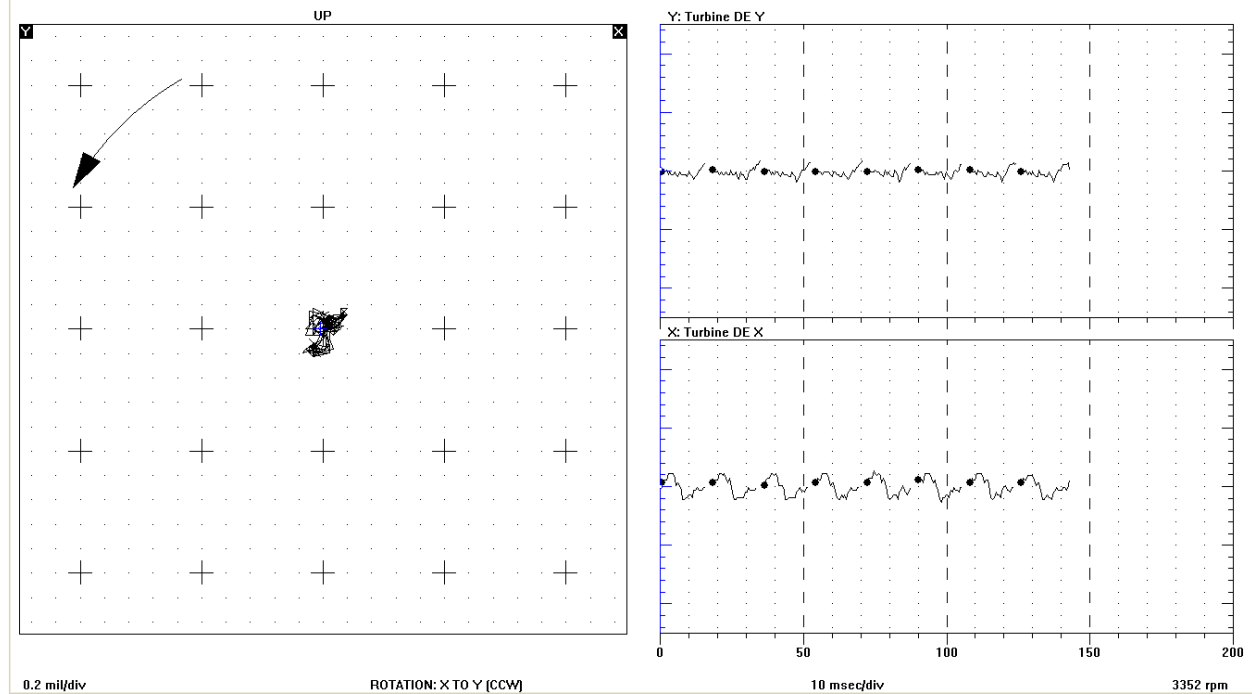 UP
Y
X
Y: Turbine DE Y
X: Turbine DE X
0 50 100 150 200
0.2 mil/div
ROTATION: X TO Y (CCW)
10 msec/div
3352 rpm